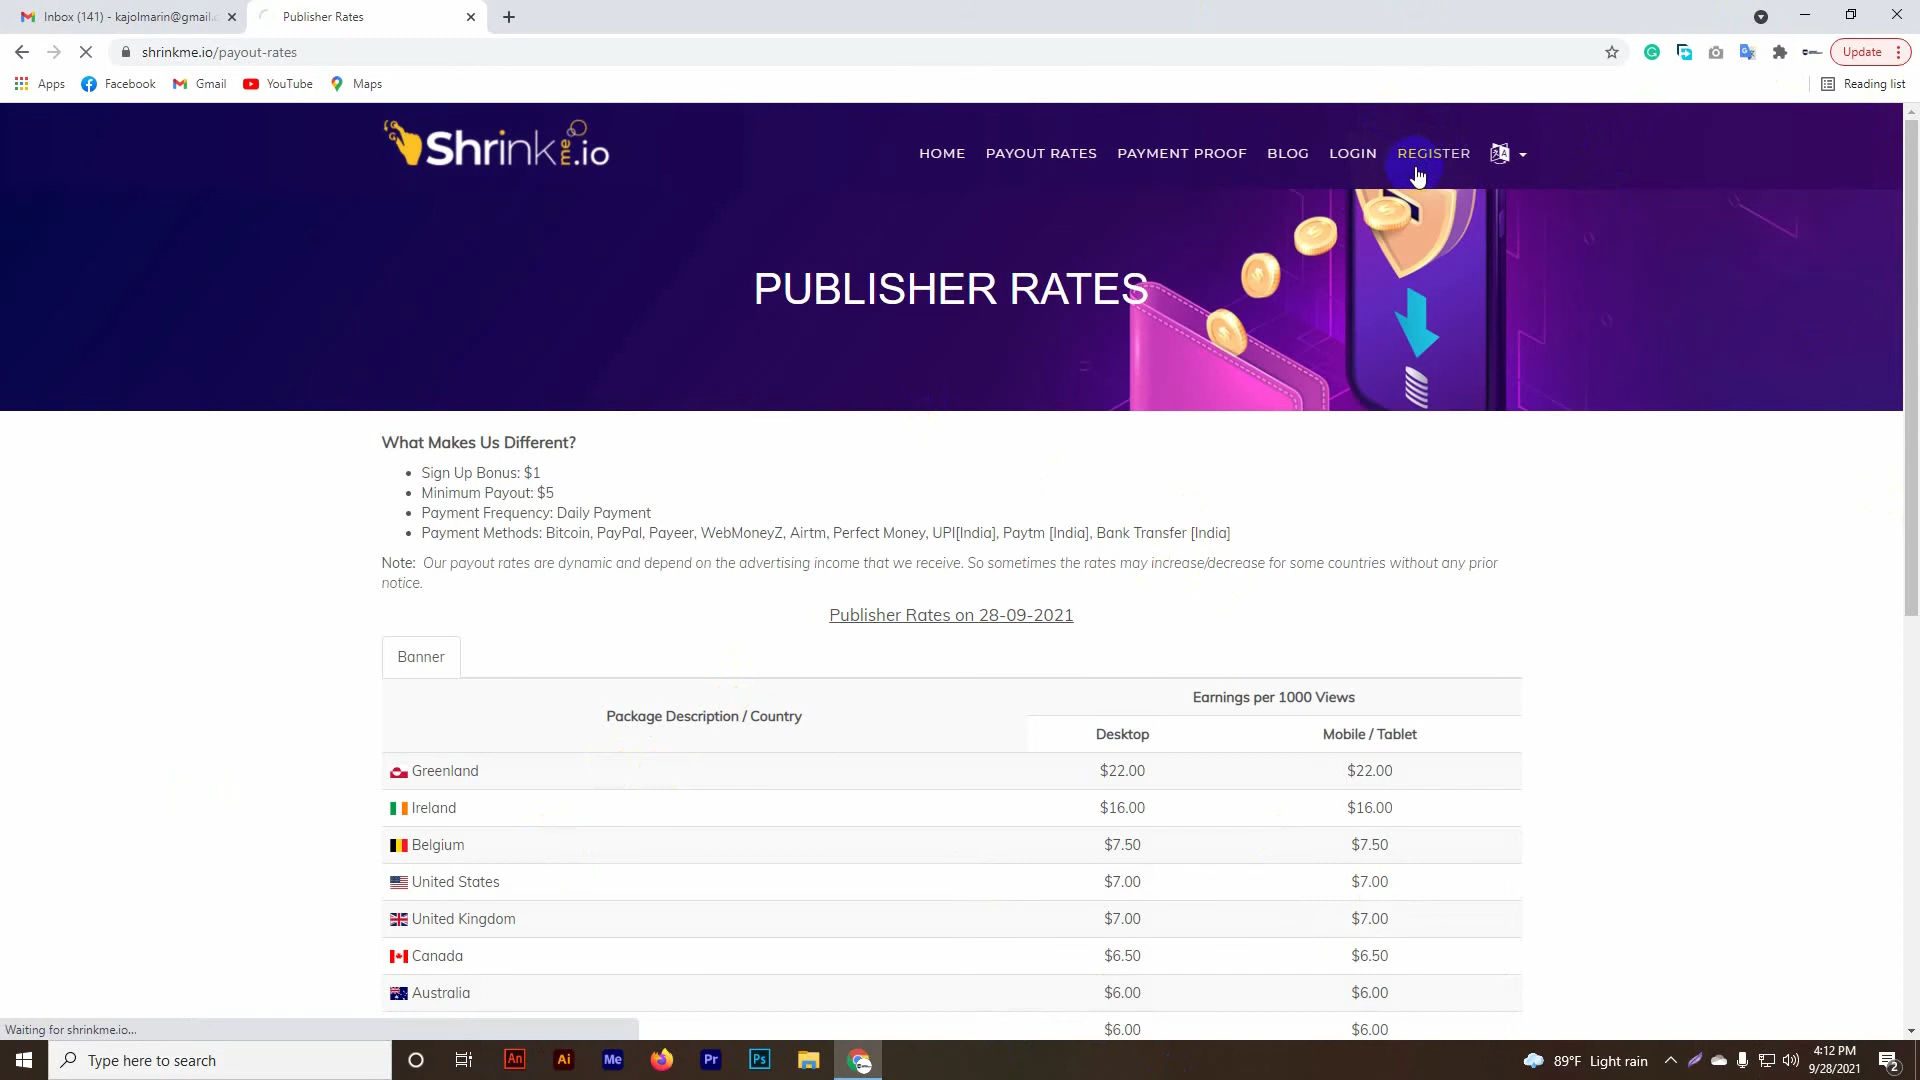 Inbox (141) - kajolmarin@gmail.c
Publisher Rates
shrinkme.io/payout-rates
Update
Apps
Facebook
Gmail
YouTube
Maps
Reading list
Shrinkme.io
HOME
PAYOUT RATES
PAYMENT PROOF
BLOG
LOGIN
REGISTER
PUBLISHER RATES
What Makes Us Different?
Sign Up Bonus: $1
Minimum Payout: $5
Payment Frequency: Daily Payment
Payment Methods: Bitcoin, PayPal, Payeer, WebMoneyZ, Airtm, Perfect Money, UPI[India], Paytm [India], Bank Transfer [India]
Note: Our payout rates are dynamic and depend on the advertising income that we receive. So sometimes the rates may increase/decrease for some countries without any prior
notice.
Publisher Rates on 28-09-2021
Banner
Package Description / Country
Earnings per 1000 Views
Desktop
Mobile / Tablet
Greenland $22.00 $22.00
Ireland $16.00 $16.00
Belgium $7.50 $7.50
United States $7.00 $7.00
United Kingdom $7.00 $7.00
Canada $6.50 $6.50
Australia $6.00 $6.00
$6.00 $6.00
Waiting for shrinkme.io...
Type here to search
An
Ai
Me
Pr
Ps
89°F Light rain
4:12 PM
9/28/2021
2